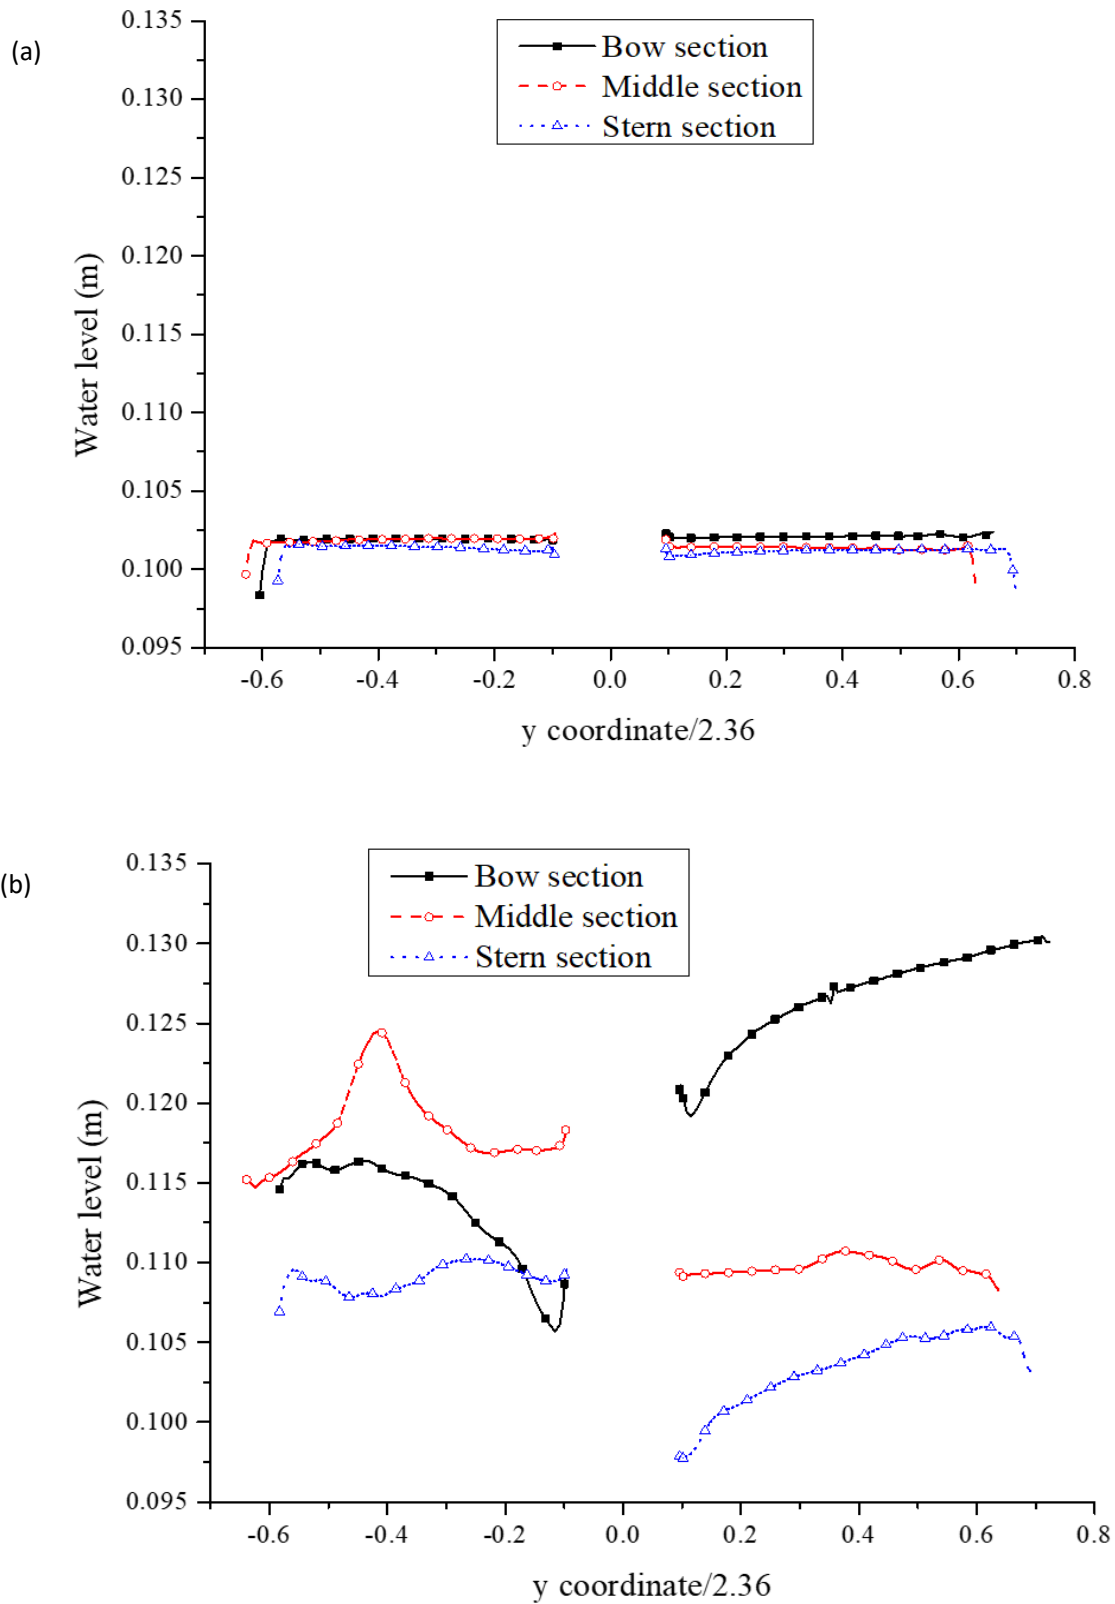 (a)
Bow section
Middle section
Stern section
Water level (m)
0.135
0.130
0.125
0.120
0.115
0.110
0.105
0.100
0.095
-0.6 -0.4 -0.2 0.0 0.2 0.4 0.6 0.8
y coordinate/2.36
(b)
Bow section
Middle section
Stern section
Water level (m)
0.135
0.130
0.125
0.120
0.115
0.110
0.105
0.100
0.095
-0.6 -0.4 -0.2 0.0 0.2 0.4 0.6 0.8
y coordinate/2.36